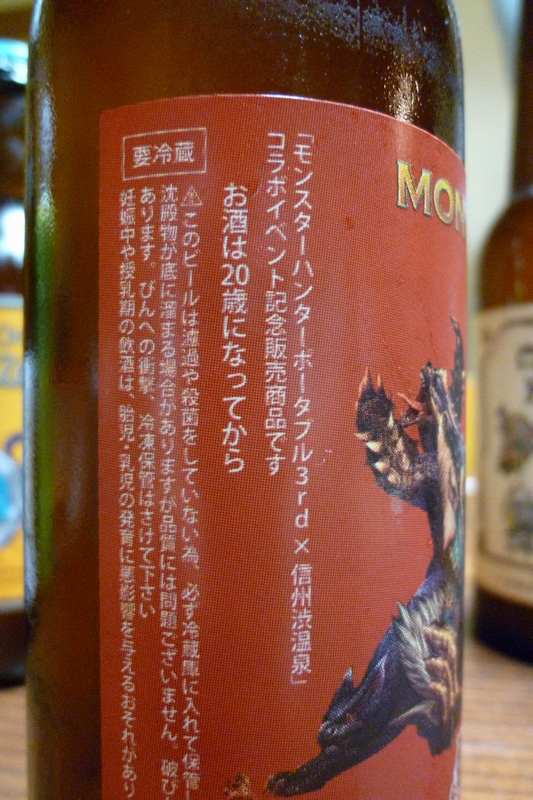 MON
「モンスターハンターポータブル3rd × 信州渋温泉」
コラボイベント記念販売商品です
お酒は20歳になってから
要冷蔵
⚠このビールは濾過や殺菌をしていない為、必ず冷蔵庫に入れて保管し
沈殿物が底に溜まる場合がありますが品質には問題ございません。破び
あります。びんへの衝撃、冷凍保管はさけて下さい
妊娠中や授乳期の飲酒は、胎児・乳児の発育に悪影響を与えるおそれがあり